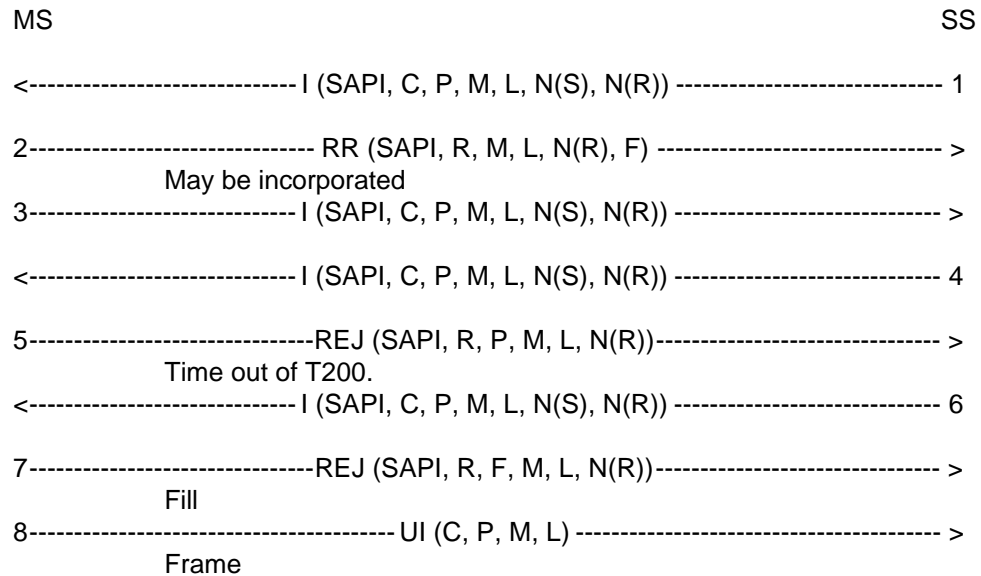 MS SS
<------------------------------ I (SAPI, C, P, M, L, N(S), N(R)) ------------------------------ 1
2-------------------------------- RR (SAPI, R, M, L, N(R), F) -------------------------------- >
May be incorporated
3------------------------------ I (SAPI, C, P, M, L, N(S), N(R)) ------------------------------ >
<------------------------------ I (SAPI, C, P, M, L, N(S), N(R)) ------------------------------ 4
5--------------------------------REJ (SAPI, R, P, M, L, N(R))-------------------------------- >
Time out of T200.
<------------------------------ I (SAPI, C, P, M, L, N(S), N(R)) ------------------------------ 6
7--------------------------------REJ (SAPI, R, F, M, L, N(R))-------------------------------- >
Fill
8----------------------------------------- UI (C, P, M, L) ----------------------------------------- >
Frame